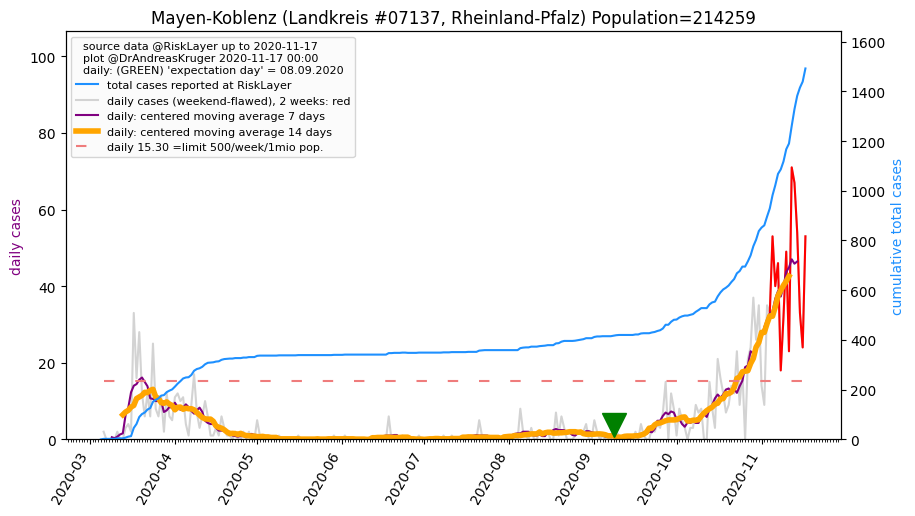 Mayen-Koblenz (Landkreis #07137, Rheinland-Pfalz) Population=214259
source data @RiskLayer up to 2020-11-17
plot @DrAndreasKruger 2020-11-17 00:00
daily: (GREEN) 'expectation day' = 08.09.2020
total cases reported at RiskLayer
daily cases (weekend-flawed), 2 weeks: red
daily: centered moving average 7 days
daily: centered moving average 14 days
daily 15.30 =limit 500/week/1mio pop.
daily cases
100
80
60
40
20
0
cumulative total cases
1600
1400
1200
1000
800
600
400
200
0
2020-03
2020-04
2020-05
2020-06
2020-07
2020-08
2020-09
2020-10
2020-11